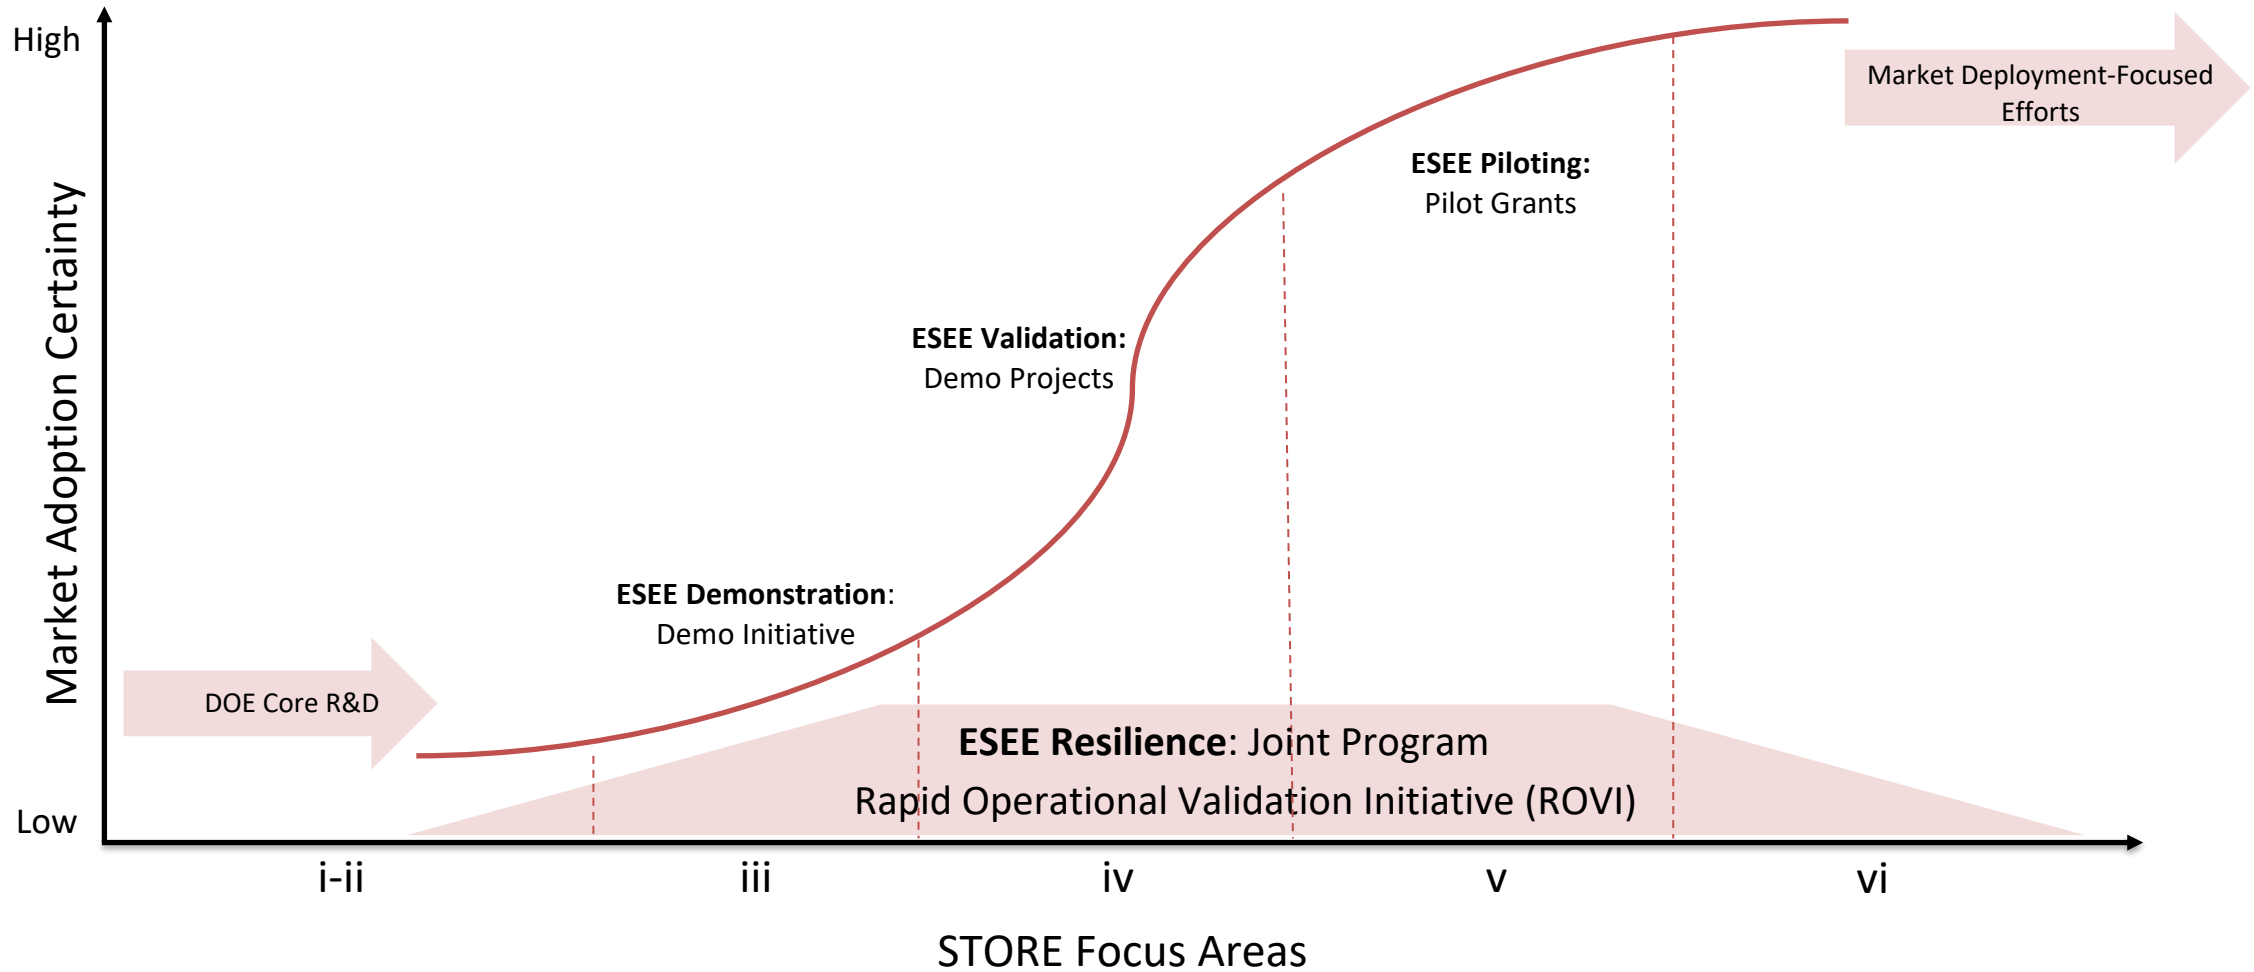 High
Market Deployment-Focused
Efforts
ESEE Piloting:
Pilot Grants
Market Adoption Certainty
ESEE Validation:
Demo Projects
ESEE Demonstration:
Demo Initiative
DOE Core R&D
ESEE Resilience: Joint Program
Rapid Operational Validation Initiative (ROVI)
Low
i-ii
iii
iv
v
vi
STORE Focus Areas